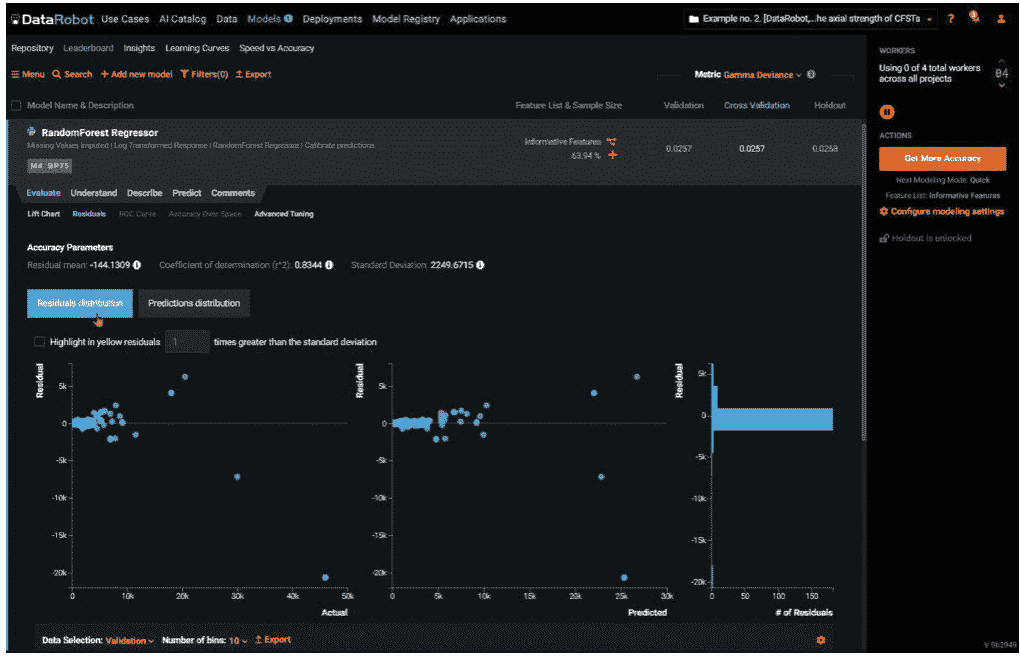 DataRobot Use Cases AI Catalog Data Models Deployments Model Registry Applications Example no. 2. [DataRobot,...he axial strength of CFSTs ?
Repository Leaderboard Insights Learning Curves Speed vs Accuracy
Menu Search + Add new model Filters(0) Export
Metric Gamma Deviance
Model Name & Description Feature List & Sample Size Validation Cross Validation Holdout
RandomForest Regressor
Missing Values Imputed | Log Transformed Response | RandomForest Regressor | Calibrate predictions
Informative Features
63.94 % +
0.0257 0.0257 0.0268
M4 BP75
Evaluate Understand Describe Predict Comments
Lift Chart Residuals ROC Curve Accuracy Over Space Advanced Tuning
Accuracy Parameters
Residual mean: -144.1309 Coefficient of determination (r^2): 0.8344 Standard Deviation: 2249.6715
Residuals distribution Predictions distribution
Highlight in yellow residuals 1 times greater than the standard deviation
Residual
5k
0
-5k
-10k
-15k
-20k
0 10k 20k 30k 40k 50k
Actual
Residual
5k
0
-5k
-10k
-15k
-20k
0 5k 10k 15k 20k 25k 30k
Predicted
Residual
5k
0
-5k
-10k
-15k
-20k
0 50 100 150
# of Residuals
Data Selection: Validation Number of bins: 10 Export
WORKERS
Using 0 of 4 total workers
across all projects
04
ACTIONS
Get More Accuracy
Next Modeling Mode: Quick
Feature List: Informative Features
Configure modeling settings
Holdout is unlocked
V 9b2949